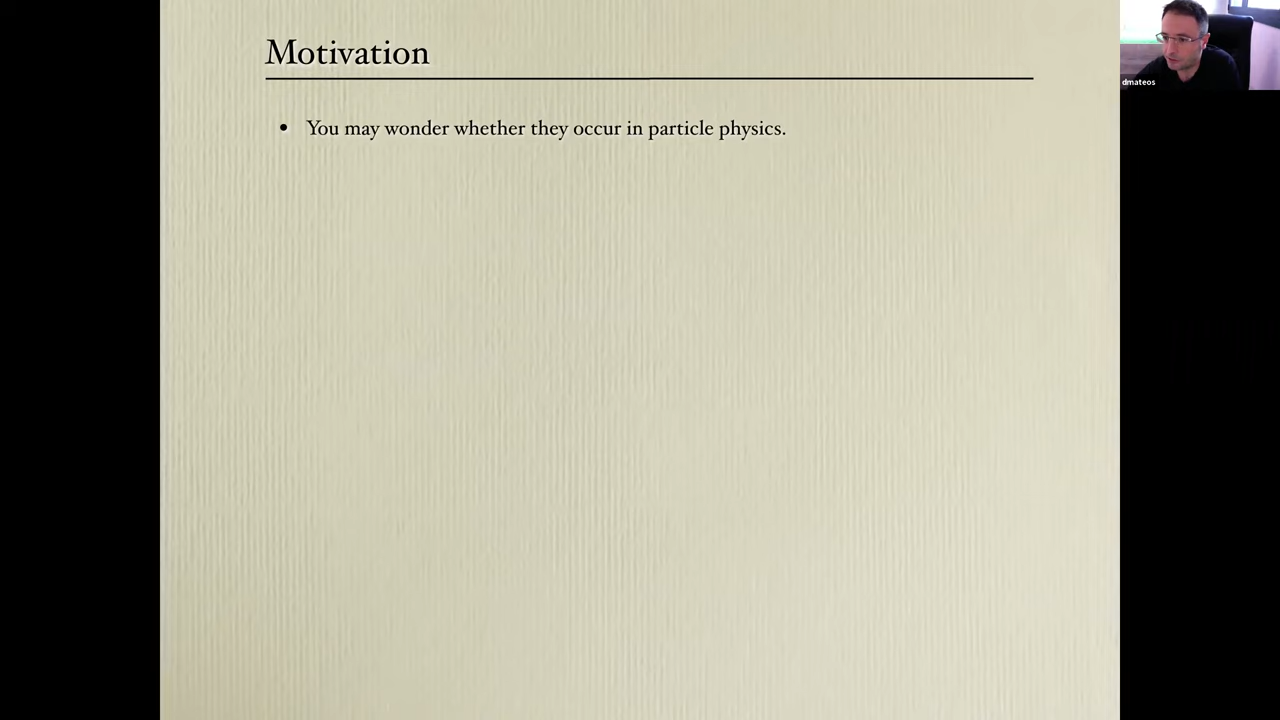 Motivation
• You may wonder whether they occur in particle physics.
dmateos